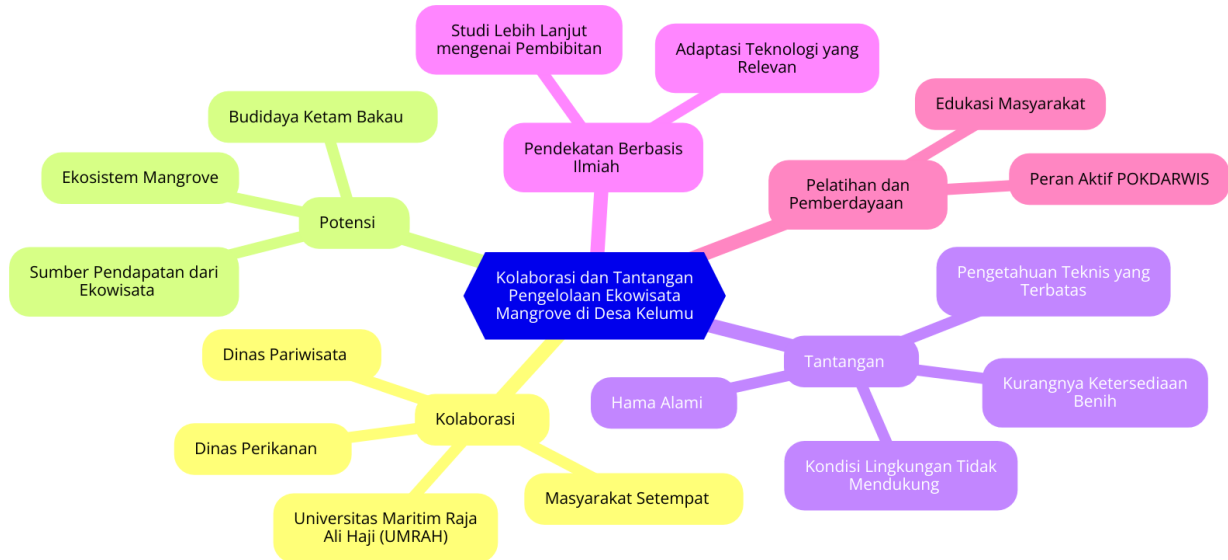 Kolaborasi dan Tantangan
Pengelolaan Ekowisata
Mangrove di Desa Kelumu
Potensi
Budidaya Ketam Bakau
Ekosistem Mangrove
Sumber Pendapatan dari
Ekowisata
Pendekatan Berbasis
Ilmiah
Studi Lebih Lanjut
mengenai Pembibitan
Adaptasi Teknologi yang
Relevan
Pelatihan dan
Pemberdayaan
Edukasi Masyarakat
Peran Aktif POKDARWIS
Tantangan
Pengetahuan Teknis yang
Terbatas
Kurangnya Ketersediaan
Benih
Kondisi Lingkungan Tidak
Mendukung
Hama Alami
Kolaborasi
Dinas Pariwisata
Dinas Perikanan
Universitas Maritim Raja
Ali Haji (UMRAH)
Masyarakat Setempat